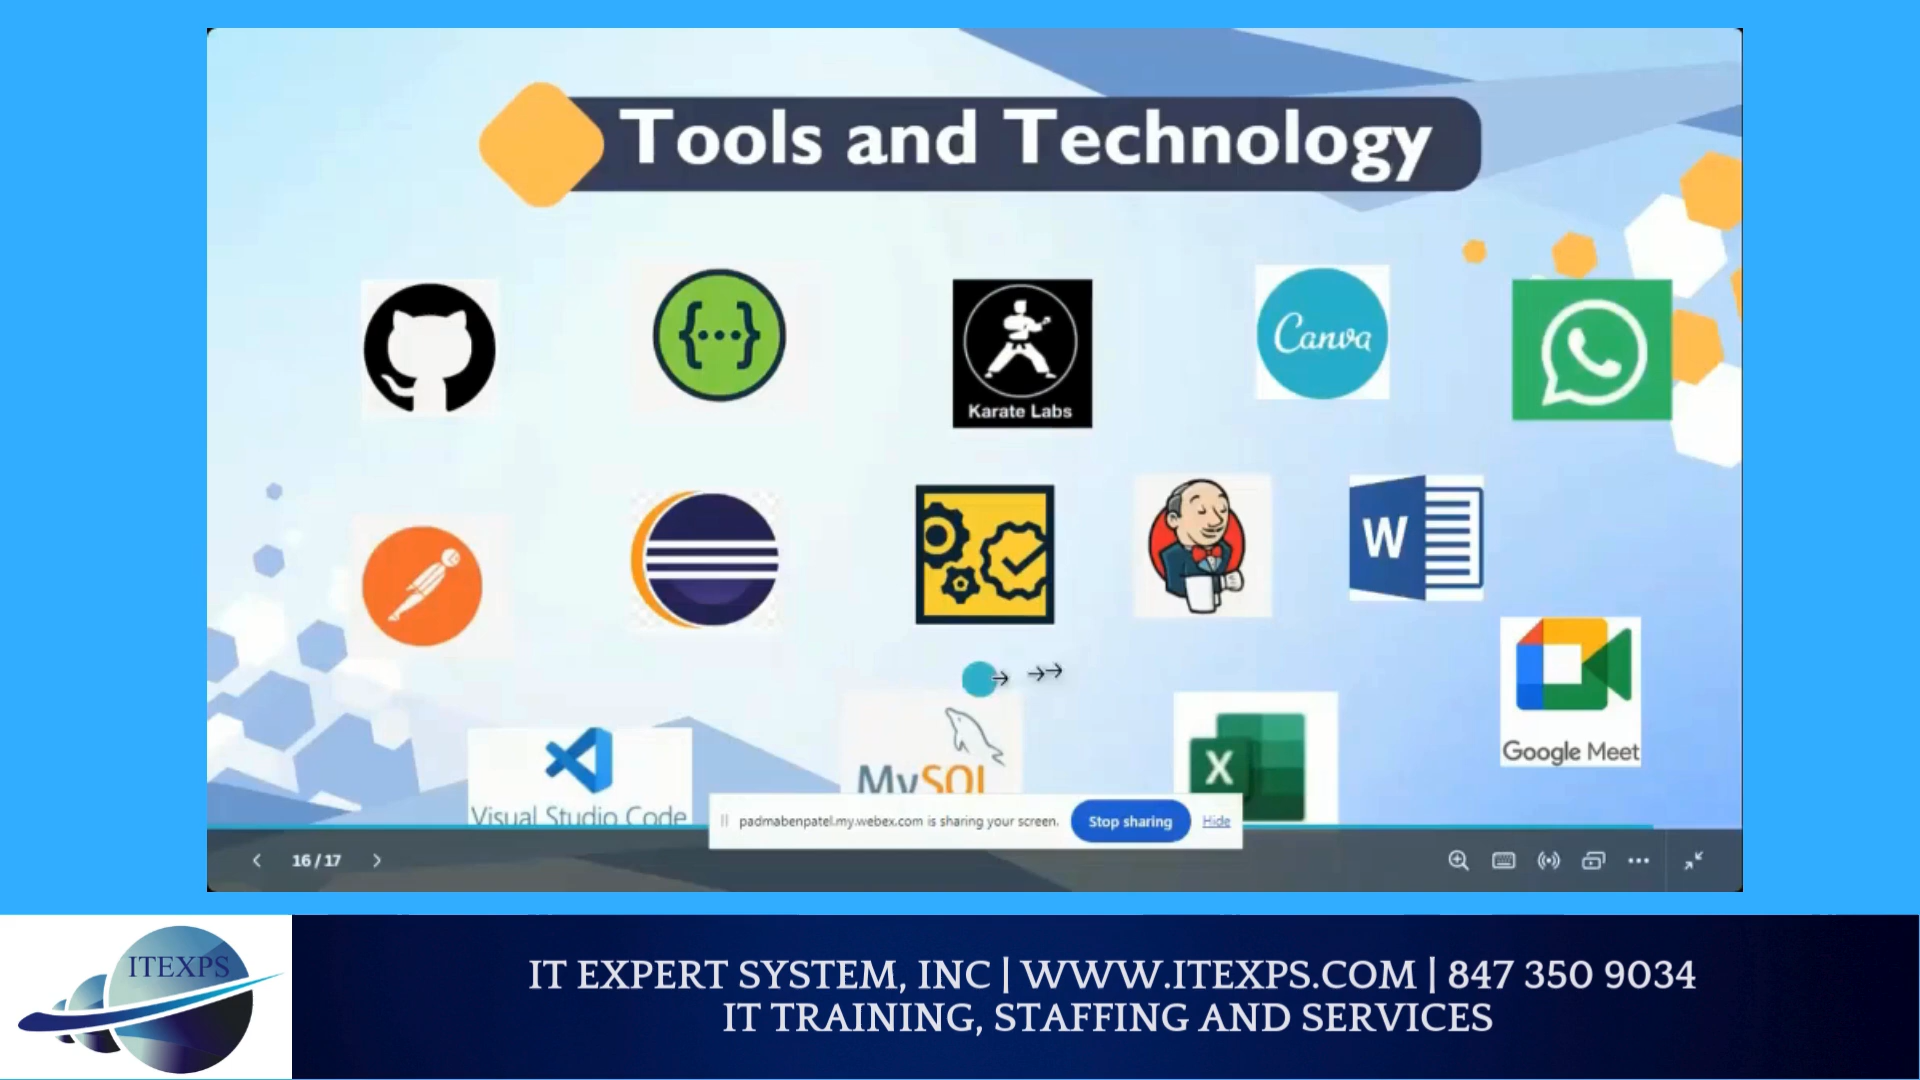 Tools and Technology
Karate Labs
Canva
W
Google Meet
Visual Studio Code
MySQL
X
padmabenpatel.my.webex.com is sharing your screen.
Stop sharing
Hide
16 / 17
ITEXPS
IT EXPERT SYSTEM, INC | WWW.ITEXPS.COM | 847 350 9034
IT TRAINING, STAFFING AND SERVICES